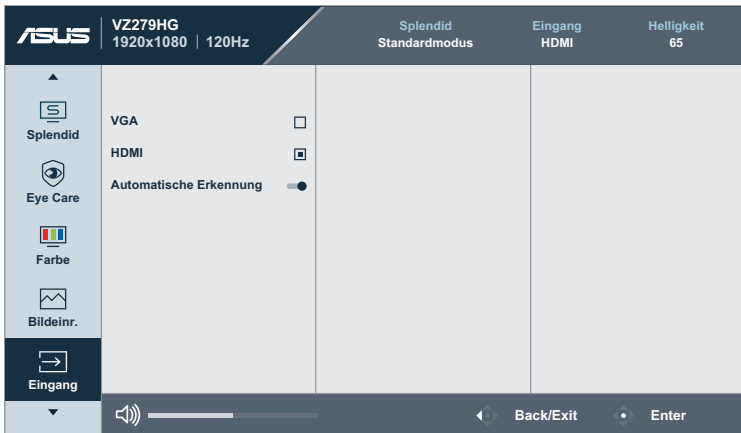 ASUS
VZ279HG
1920x1080 | 120Hz
Splendid
Standardmodus
Eingang
HDMI
Helligkeit
65
Splendid
Eye Care
Farbe
Bildeinr.
Eingang
VGA
HDMI
Automatische Erkennung
Back/Exit
Enter